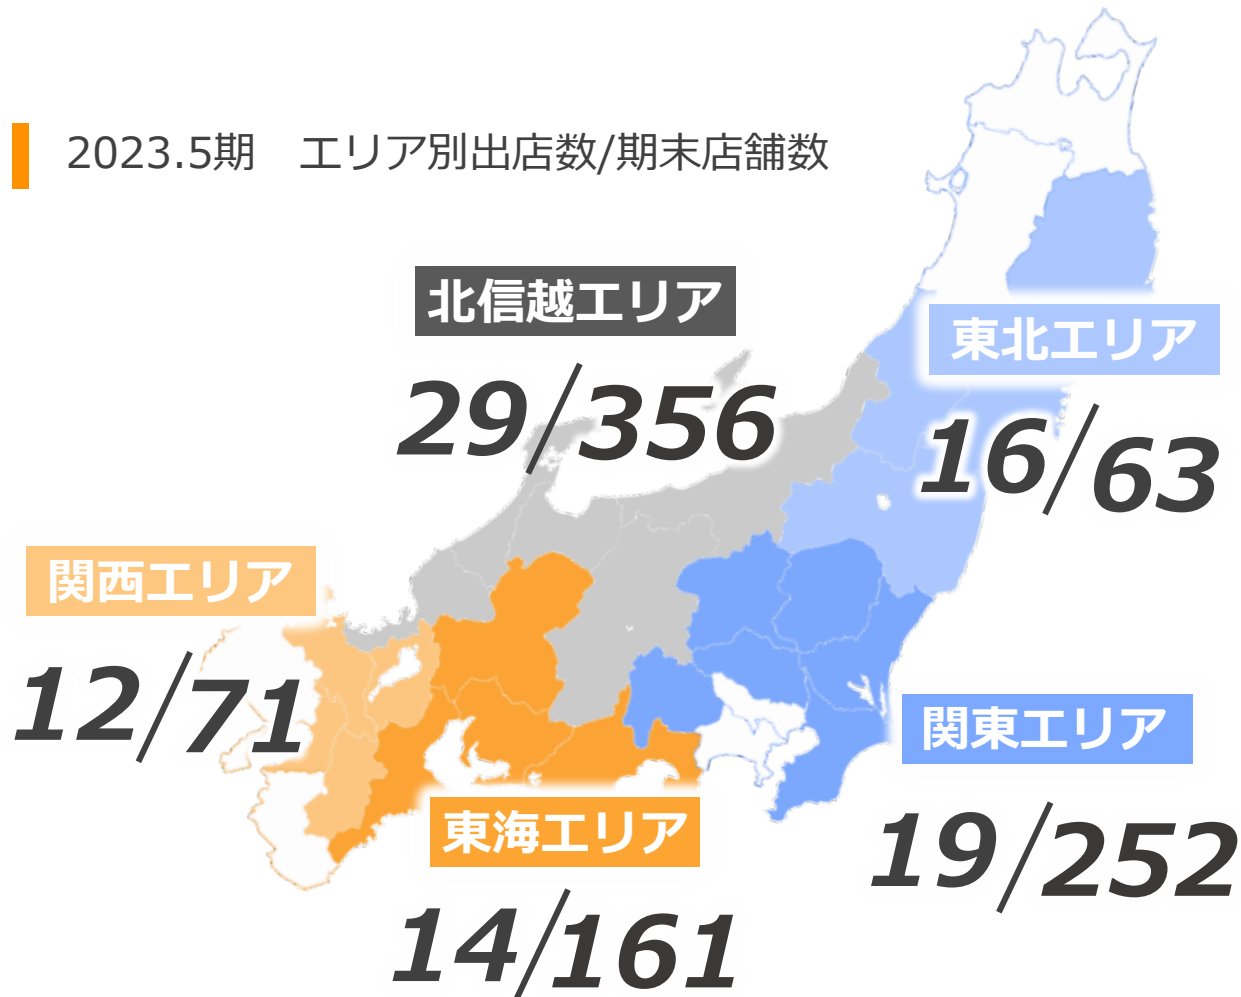 2023.5期　エリア別出店数/期末店舗数
北信越エリア
29/356
東北エリア
16/63
関西エリア
12/71
関東エリア
19/252
東海エリア
14/161